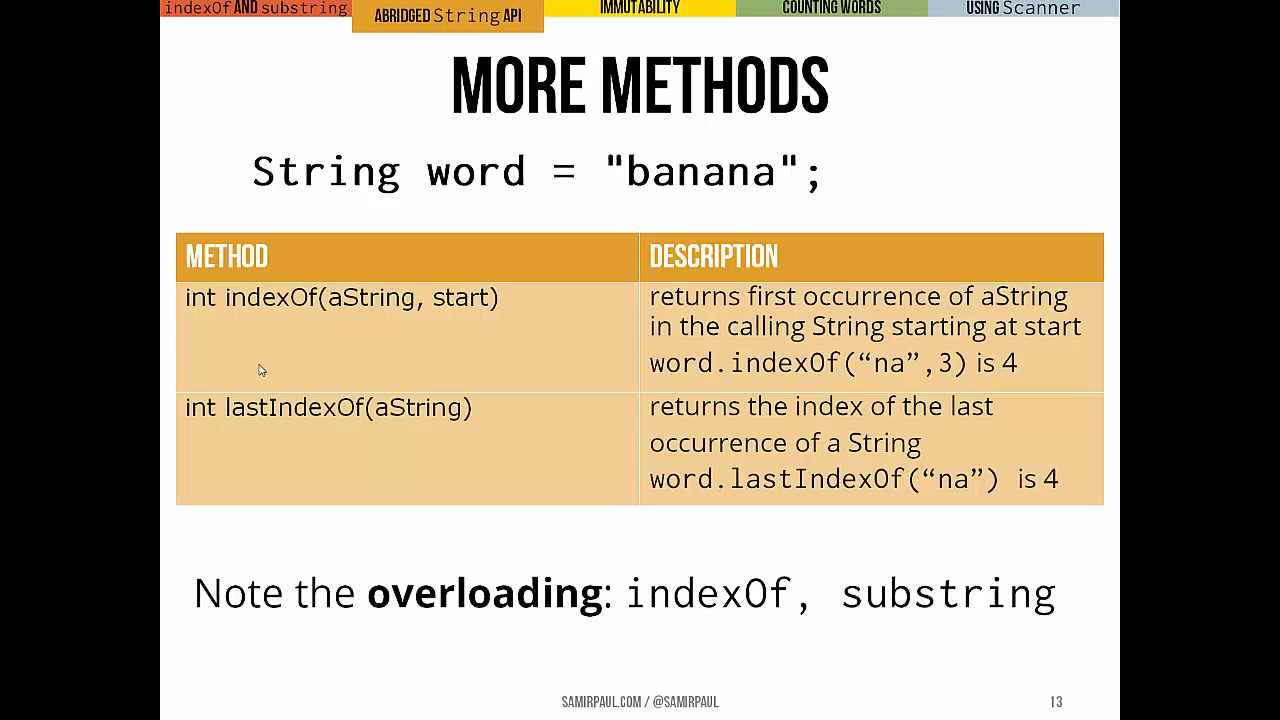 indexOf AND substring
ABRIDGED String API
IMMUTABILITY
COUNTING WORDS
USING Scanner
MORE METHODS
String word = "banana";
METHOD
DESCRIPTION
int indexOf(aString, start)
returns first occurrence of aString
in the calling String starting at start
word.indexOf(“na”,3) is 4
int lastIndexOf(aString)
returns the index of the last
occurrence of a String
word.lastIndexOf(“na”) is 4
Note the overloading: indexOf, substring
SAMIRPAUL.COM / @SAMIRPAUL
13